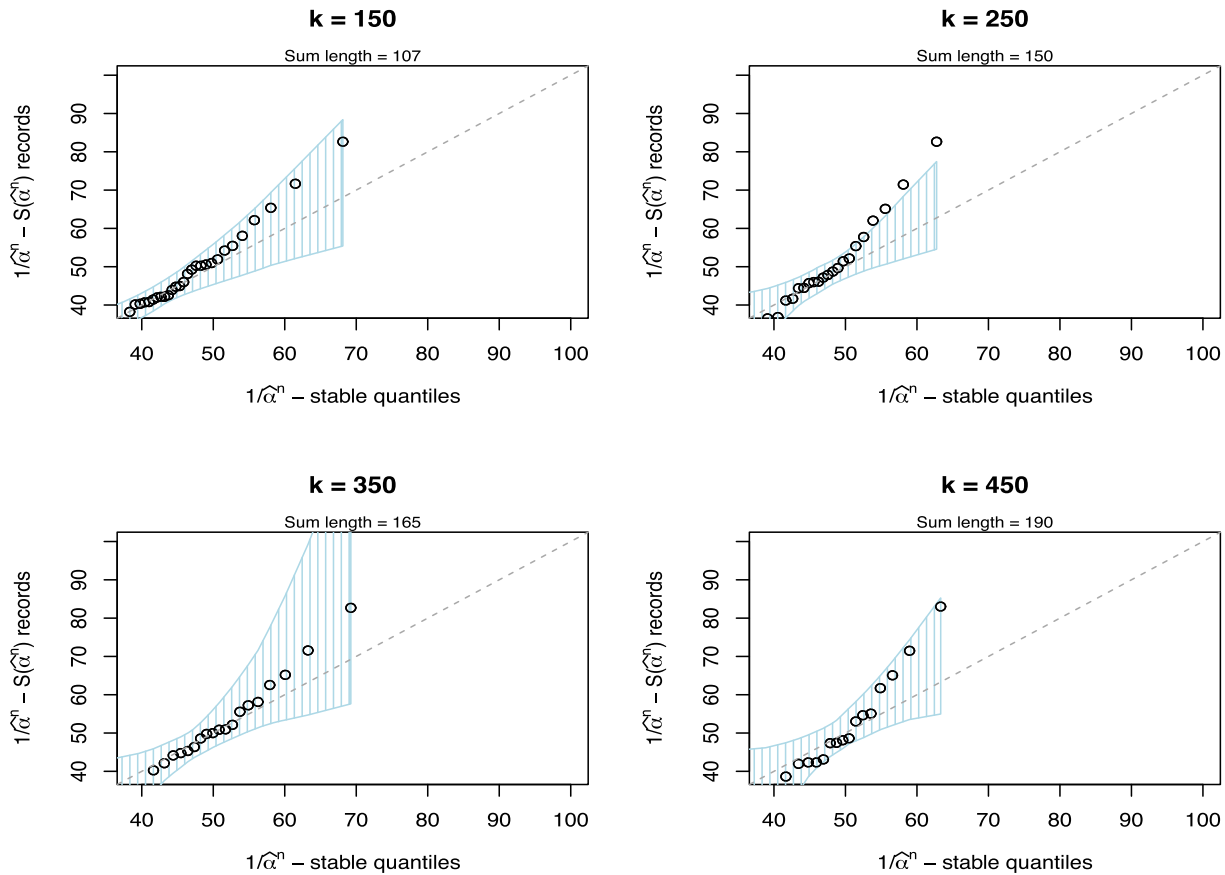 k = 150
Sum length = 107
1/α̂ⁿ – S(α̂ⁿ) records
90
80
70
60
50
40
40 50 60 70 80 90 100
1/α̂ⁿ – stable quantiles
k = 250
Sum length = 150
1/α̂ⁿ – S(α̂ⁿ) records
90
80
70
60
50
40
40 50 60 70 80 90 100
1/α̂ⁿ – stable quantiles
k = 350
Sum length = 165
1/α̂ⁿ – S(α̂ⁿ) records
90
80
70
60
50
40
40 50 60 70 80 90 100
1/α̂ⁿ – stable quantiles
k = 450
Sum length = 190
1/α̂ⁿ – S(α̂ⁿ) records
90
80
70
60
50
40
40 50 60 70 80 90 100
1/α̂ⁿ – stable quantiles